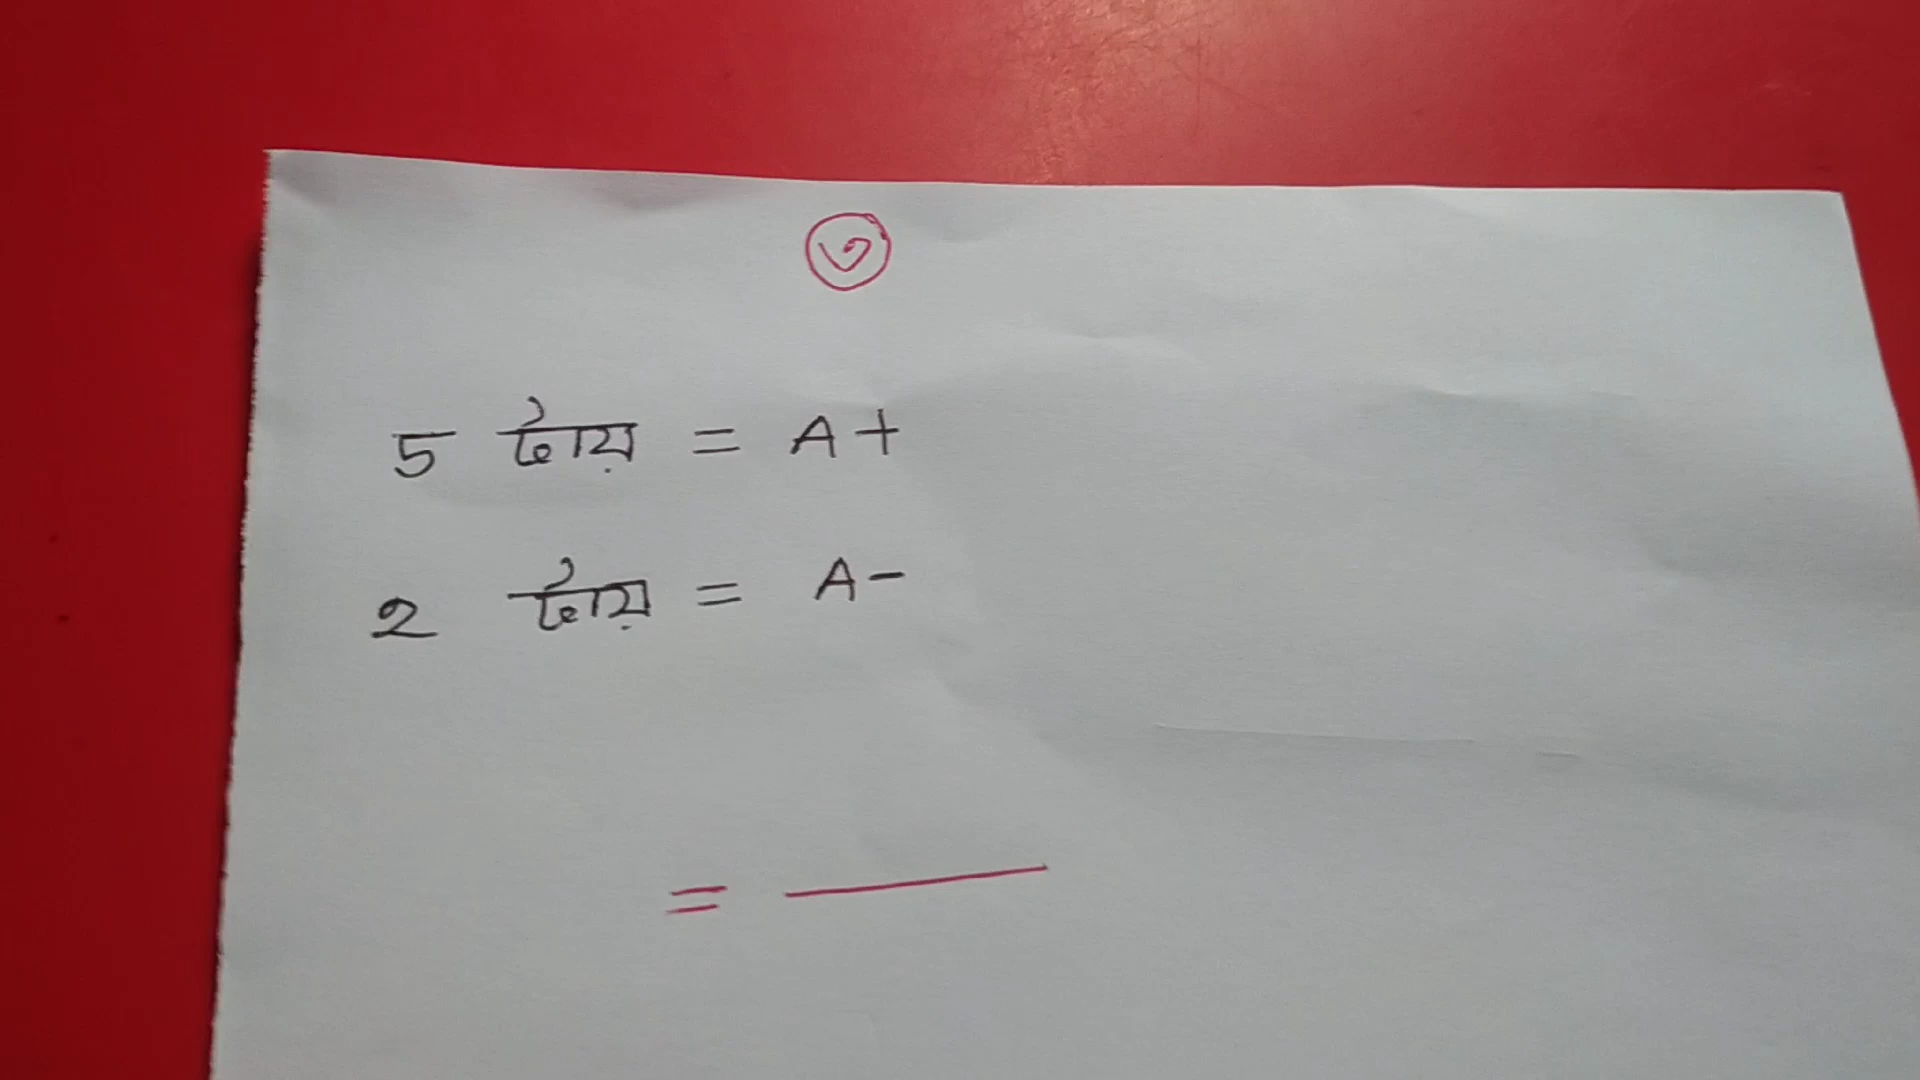 ৩
5 টায় = A+
2 টায় = A-
= —